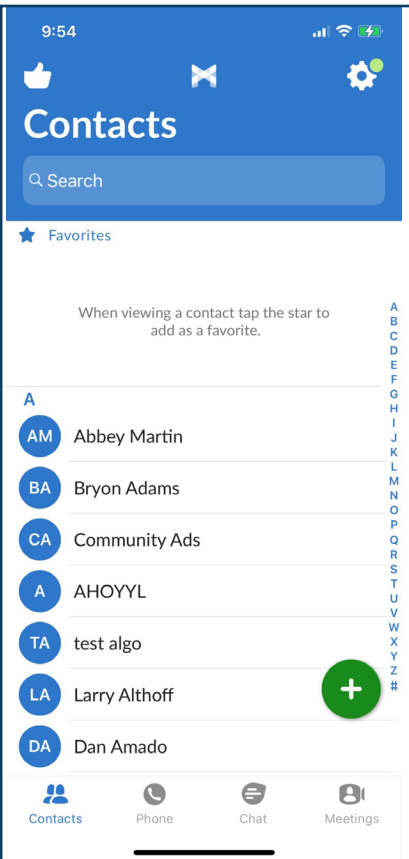 9:54
Contacts
Search
Favorites
When viewing a contact tap the star to
add as a favorite.
A
AM Abbey Martin
BA Bryon Adams
CA Community Ads
A AHOYYL
TA test algo
LA Larry Althoff
DA Dan Amado
A
B
C
D
E
F
G
H
I
J
K
L
M
N
O
P
Q
R
S
T
U
V
W
X
Y
Z
#
Contacts Phone Chat Meetings